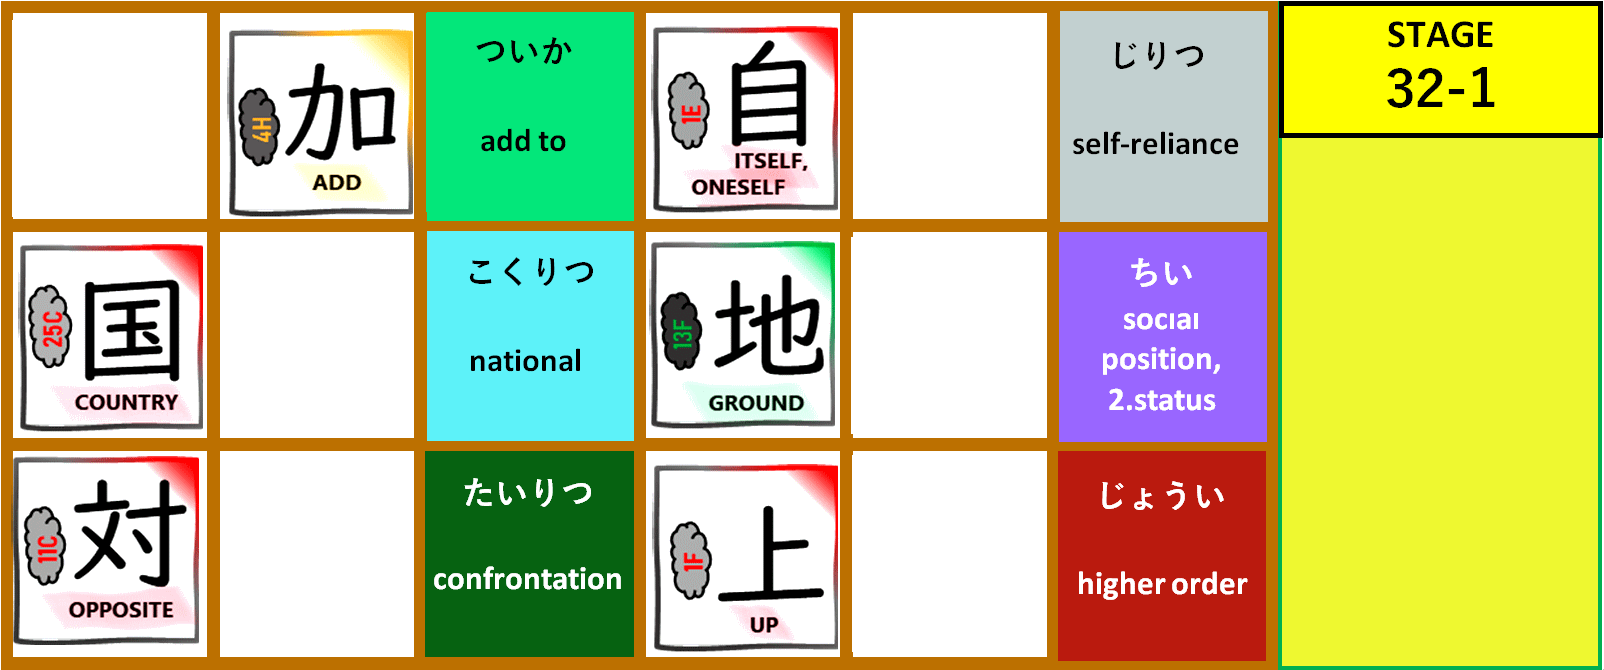 4H
加
ADD
ついか
add to
1E
自
ITSELF,
ONESELF
じりつ
self-reliance
STAGE
32-1
25C
国
COUNTRY
こくりつ
national
13F
地
GROUND
ちい
social
position,
2.status
11C
対
OPPOSITE
たいりつ
confrontation
1F
上
UP
じょうい
higher order